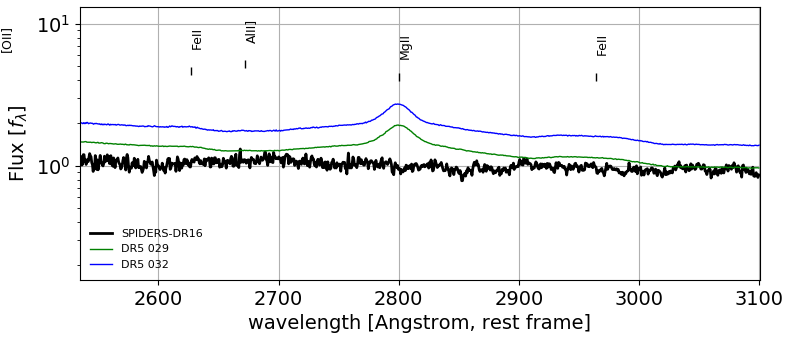 [OII]
FeII
AlII]
MgII
FeII
10¹
10⁰
Flux [fλ]
SPIDERS-DR16
DR5 029
DR5 032
2600 2700 2800 2900 3000 3100
wavelength [Angstrom, rest frame]